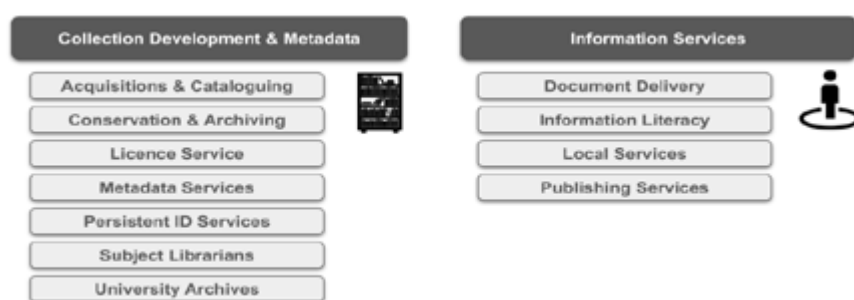 Collection Development & Metadata
Acquisitions & Cataloguing
Conservation & Archiving
Licence Service
Metadata Services
Persistent ID Services
Subject Librarians
University Archives
Information Services
Document Delivery
Information Literacy
Local Services
Publishing Services